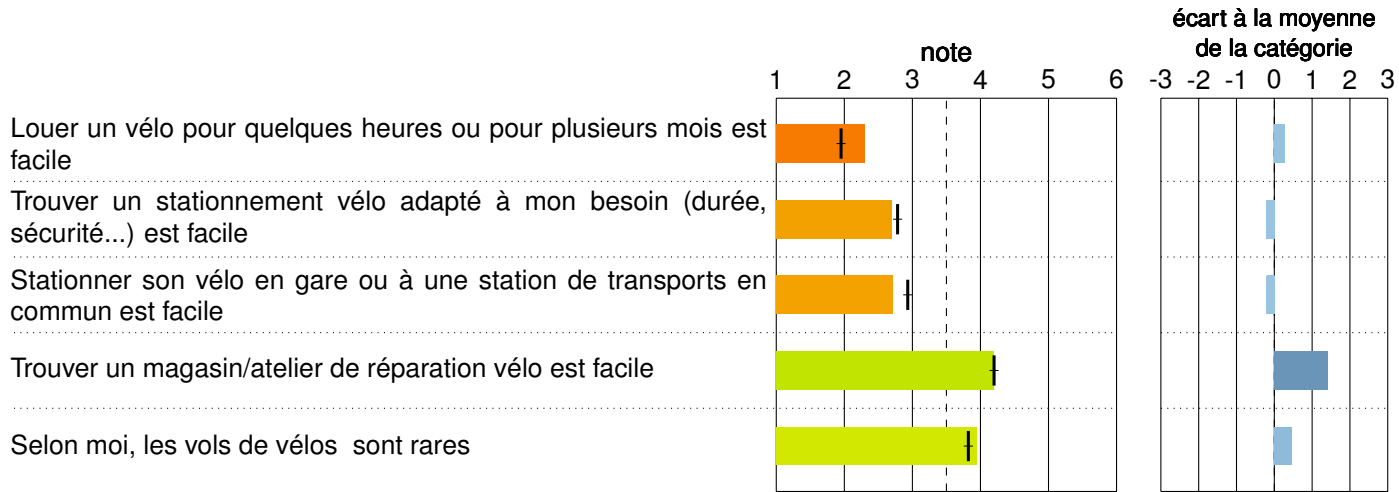 écart à la moyenne
note de la catégorie
1 2 3 4 5 6 -3 -2 -1 0 1 2 3
Louer un vélo pour quelques heures ou pour plusieurs mois est
facile
Trouver un stationnement vélo adapté à mon besoin (durée,
sécurité...) est facile
Stationner son vélo en gare ou à une station de transports en
commun est facile
Trouver un magasin/atelier de réparation vélo est facile
Selon moi, les vols de vélos sont rares